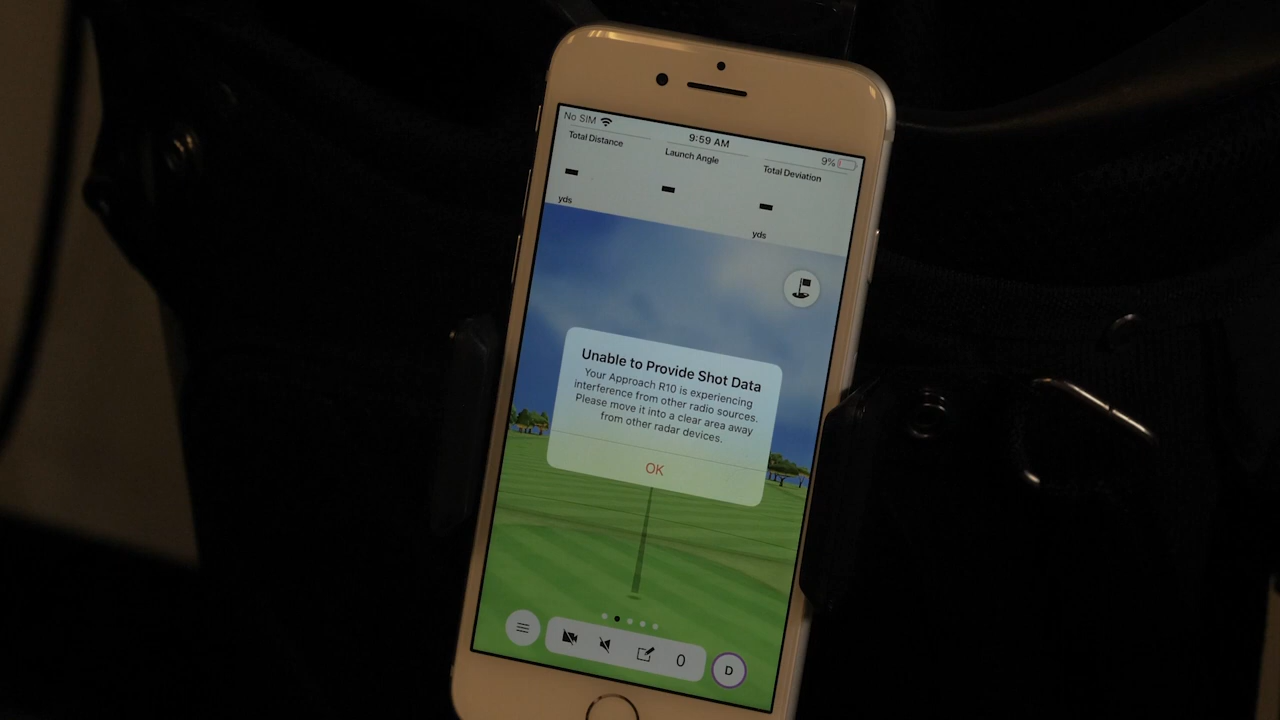 No SIM 9:59 AM 9%
Total Distance Launch Angle Total Deviation
- - -
yds yds
Unable to Provide Shot Data
Your Approach R10 is experiencing
interference from other radio sources.
Please move it into a clear area away
from other radar devices.
OK
0 D